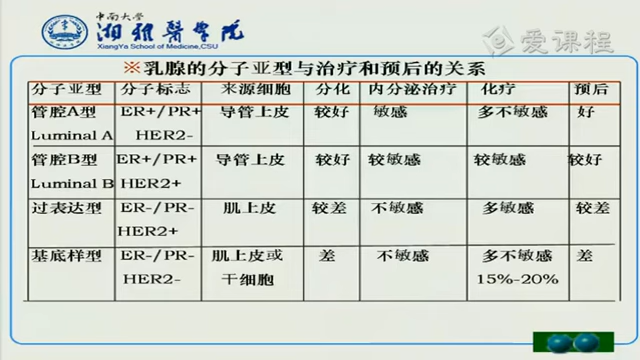 中南大学
湘雅医学院
XiangYa School of Medicine,CSU
爱课程
※乳腺的分子亚型与治疗和预后的关系
分子亚型 分子标志 来源细胞 分化 内分泌治疗 化疗 预后
管腔A型 ER+/PR+ 导管上皮 较好 敏感 多不敏感 好
Luminal A HER2-
管腔B型 ER+/PR+ 导管上皮 较好 较敏感 较敏感 较好
Luminal B HER2+
过表达型 ER-/PR- 肌上皮 较差 不敏感 多敏感 较差
HER2+
基底样型 ER-/PR- 肌上皮或 差 不敏感 多不敏感 差
HER2- 干细胞 15%-20%